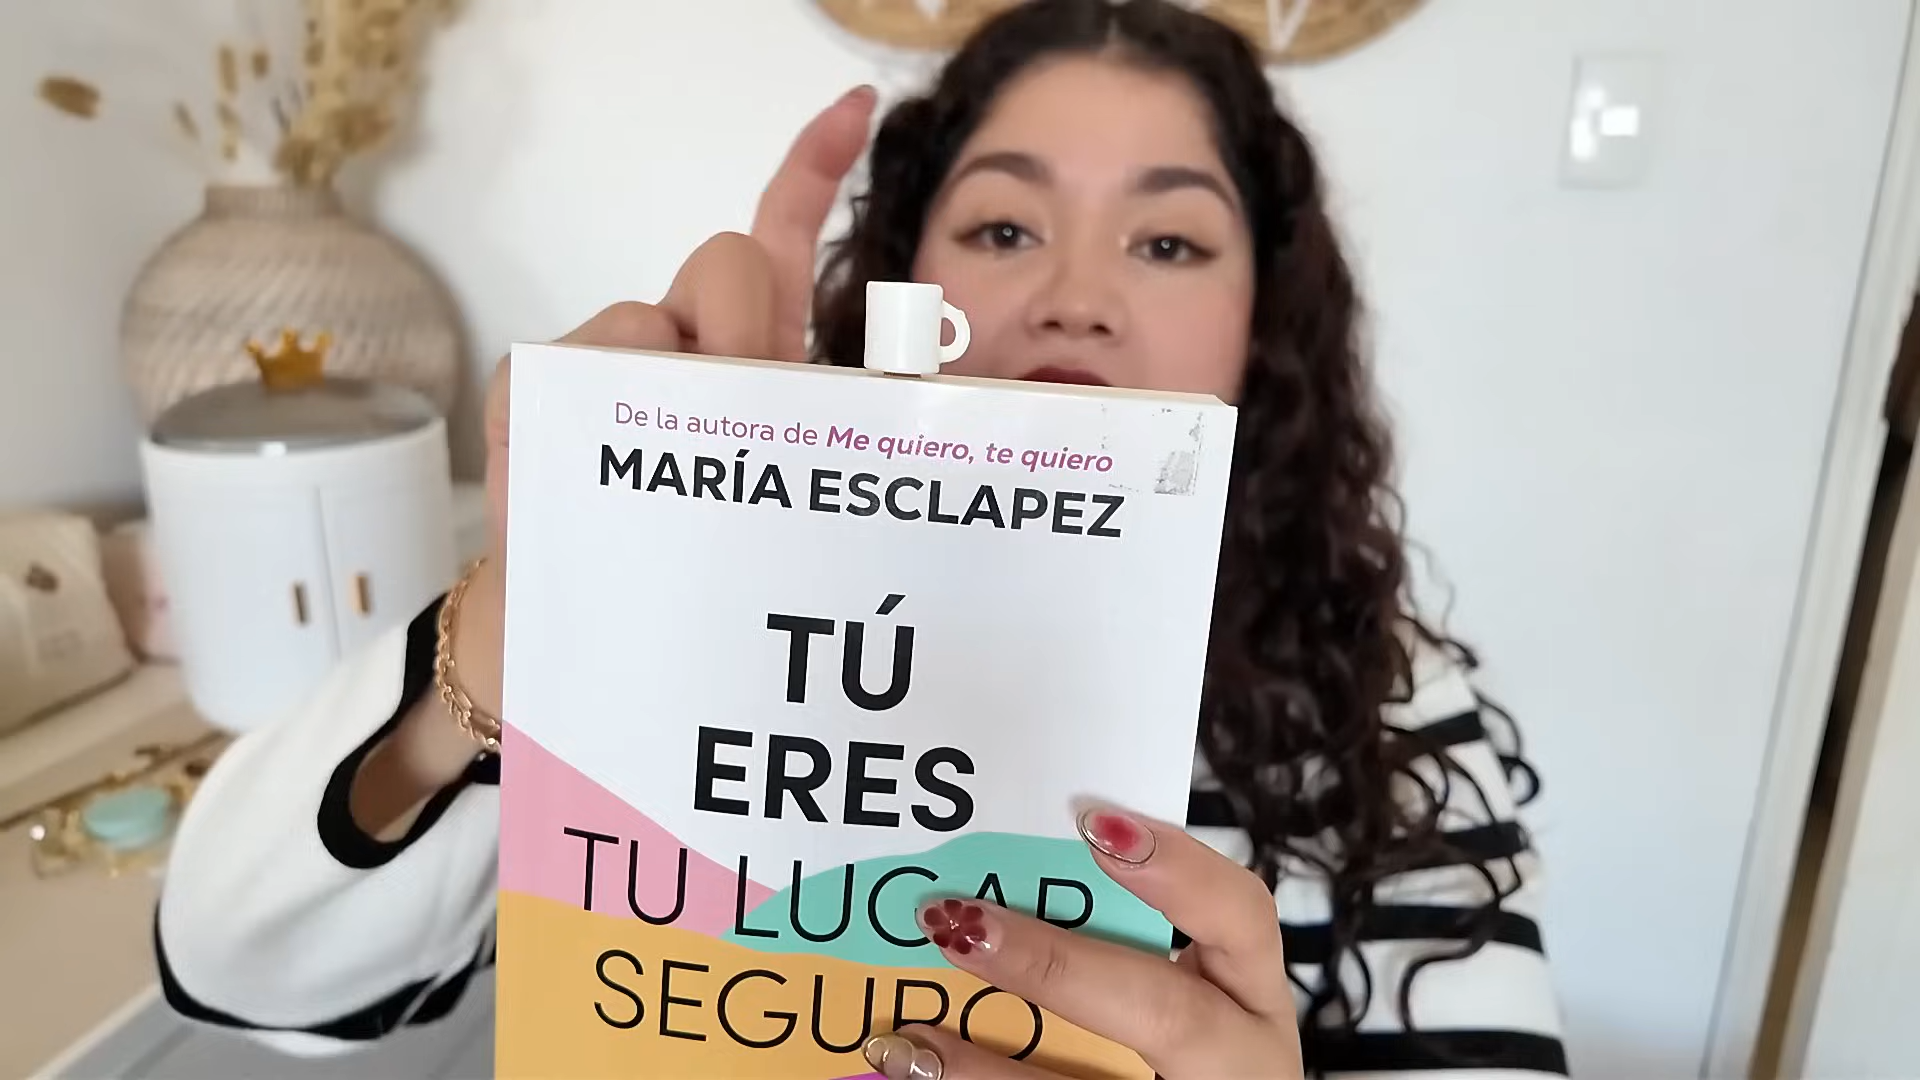 De la autora de Me quiero, te quiero
MARÍA ESCLAPEZ
TÚ
ERES
TU LUGAR
SEGURO